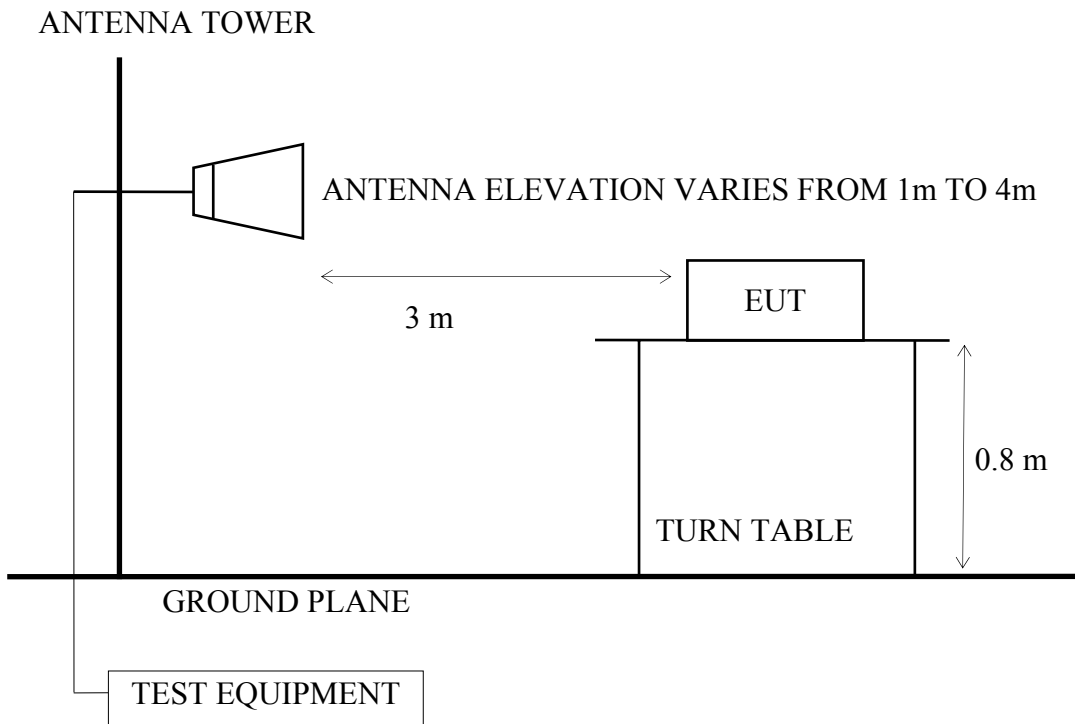 ANTENNA TOWER
ANTENNA ELEVATION VARIES FROM 1m TO 4m
EUT
3 m
0.8 m
TURN TABLE
GROUND PLANE
TEST EQUIPMENT